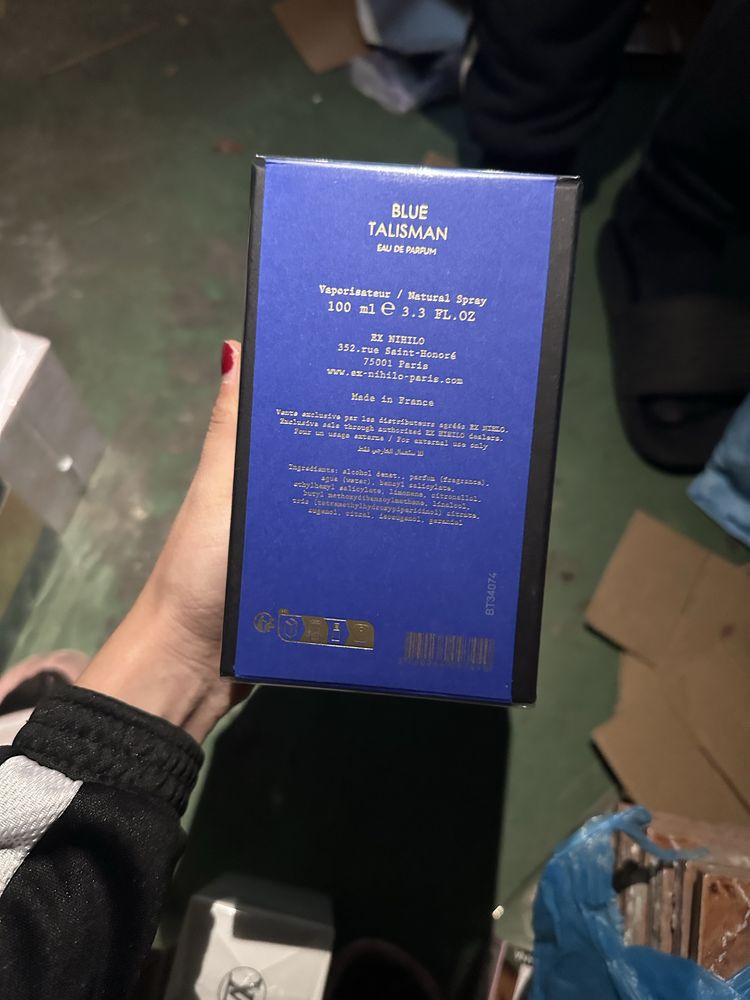 BLUE
TALISMAN
EAU DE PARFUM
Vaporisateur / Natural Spray
100 ml ℮ 3.3 FL.OZ
EX NIHILO
352.rue Saint-Honoré
75001 Paris
www.ex-nihilo-paris.com
Made in France
Vente exclusive par les distributeurs agréés EX NIHILO.
Exclusive sale through authorized EX NIHILO dealers.
Pour un usage externe / For external use only
للاستعمال الخارجي فقط
Ingrédients: alcohol denat., parfum (fragrance),
aqua (water), benzyl salicylate,
ethylhexyl salicylate, limonene, citronellol,
butyl methoxydibenzoylmethane, linalool,
tris (tetramethylhydroxypiperidinol) citrate,
eugenol, citral, isoeugenol, geraniol
BT34074